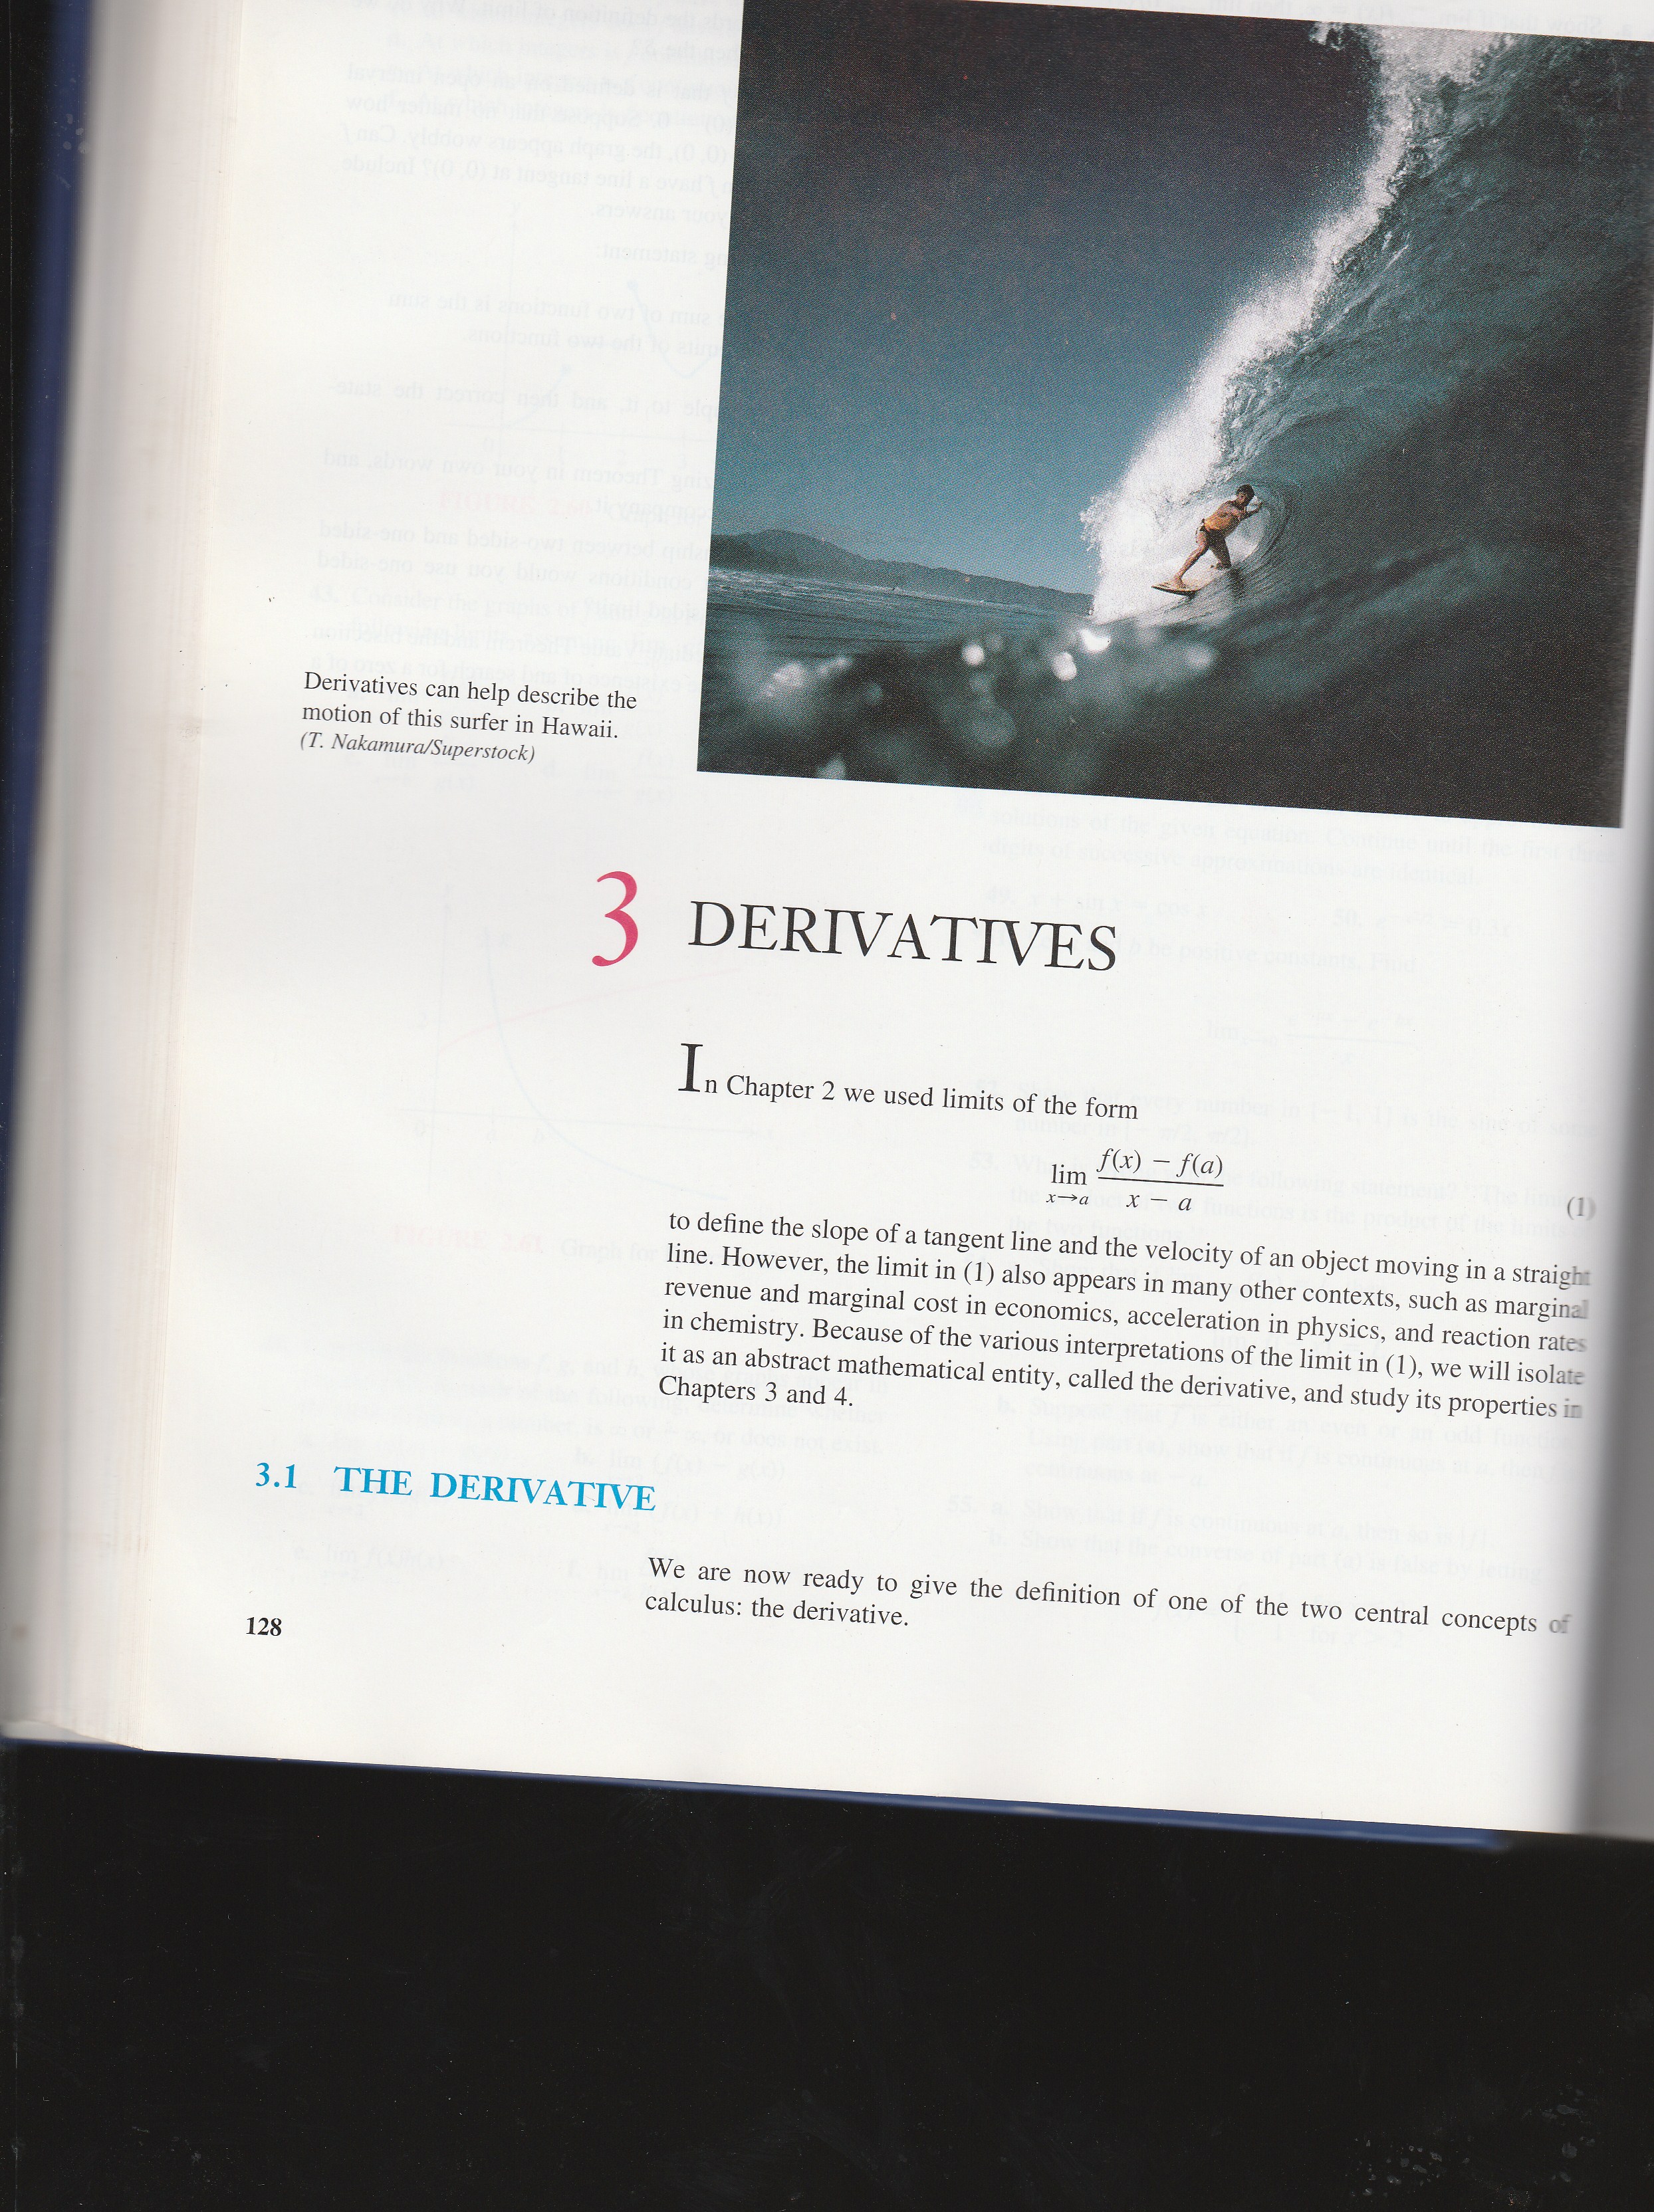 Derivatives can help describe the
motion of this surfer in Hawaii.
(T. Nakamura/Superstock)
3 DERIVATIVES
In Chapter 2 we used limits of the form
lim x→a f(x) − f(a) / x − a (1)
to define the slope of a tangent line and the velocity of an object moving in a straight
line. However, the limit in (1) also appears in many other contexts, such as marginal
revenue and marginal cost in economics, acceleration in physics, and reaction rates
in chemistry. Because of the various interpretations of the limit in (1), we will isolate
it as an abstract mathematical entity, called the derivative, and study its properties in
Chapters 3 and 4.
3.1 THE DERIVATIVE
We are now ready to give the definition of one of the two central concepts of
calculus: the derivative.
128